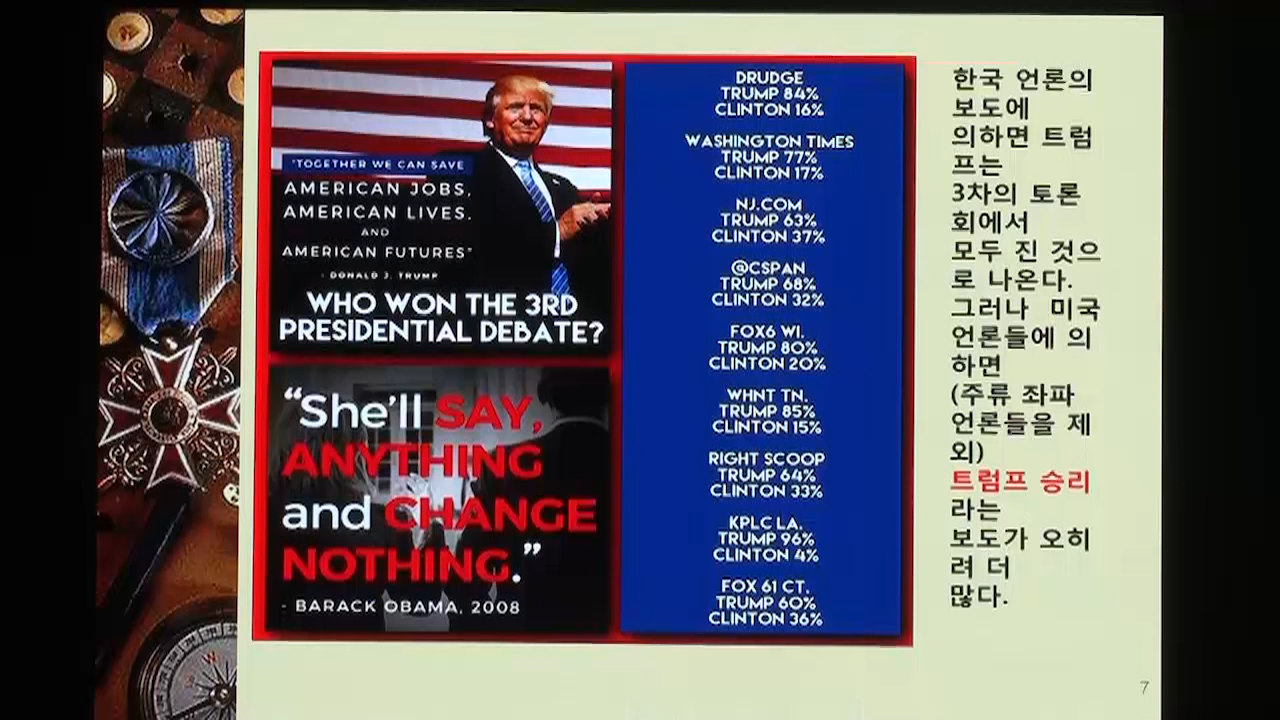 "TOGETHER WE CAN SAVE
AMERICAN JOBS,
AMERICAN LIVES,
AND
AMERICAN FUTURES"
- DONALD J. TRUMP
WHO WON THE 3RD
PRESIDENTIAL DEBATE?
"She'll SAY,
ANYTHING
and CHANGE
NOTHING."
- BARACK OBAMA, 2008
DRUDGE
TRUMP 84%
CLINTON 16%
WASHINGTON TIMES
TRUMP 77%
CLINTON 17%
NJ.COM
TRUMP 63%
CLINTON 37%
@CSPAN
TRUMP 68%
CLINTON 32%
FOX6 WI.
TRUMP 80%
CLINTON 20%
WHNT TN.
TRUMP 85%
CLINTON 15%
RIGHT SCOOP
TRUMP 64%
CLINTON 33%
KPLC LA.
TRUMP 96%
CLINTON 4%
FOX 61 CT.
TRUMP 60%
CLINTON 36%
한국 언론의
보도에
의하면 트럼
프는
3차의 토론
회에서
모두 진 것으
로 나온다.
그러나 미국
언론들에 의
하면
(주류 좌파
언론들을 제
외)
트럼프 승리
라는
보도가 오히
려 더
많다.
7